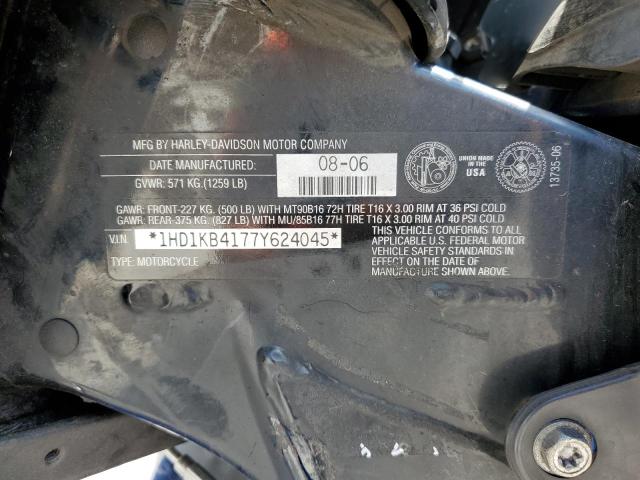 MFG BY HARLEY-DAVIDSON MOTOR COMPANY
DATE MANUFACTURED: 08-06
GVWR: 571 KG. (1259 LB)
UNION MADE IN THE USA
13735-06
GAWR: FRONT-227 KG. (500 LB) WITH MT90B16 72H TIRE T16 X 3.00 RIM AT 36 PSI COLD
GAWR: REAR-375 KG. (827 LB) WITH MU/85B16 77H TIRE T16 X 3.00 RIM AT 40 PSI COLD
V.I.N. *1HD1KB4177Y624045*
TYPE: MOTORCYCLE
THIS VEHICLE CONFORMS TO ALL
APPLICABLE U.S. FEDERAL MOTOR
VEHICLE SAFETY STANDARDS IN
EFFECT ON THE DATE OF
MANUFACTURE SHOWN ABOVE.